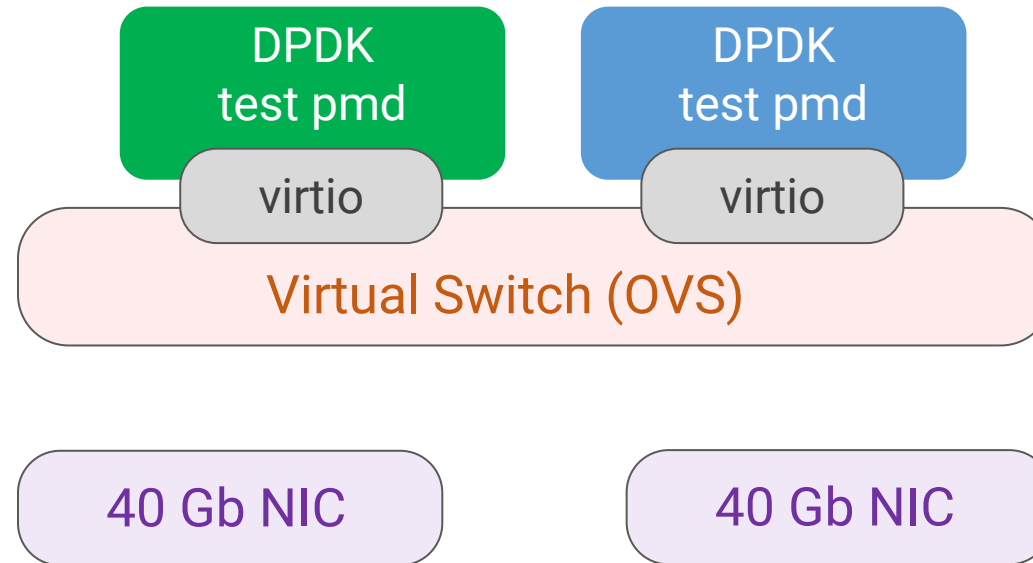 DPDK
test pmd
DPDK
test pmd
virtio
virtio
Virtual Switch (OVS)
40 Gb NIC
40 Gb NIC